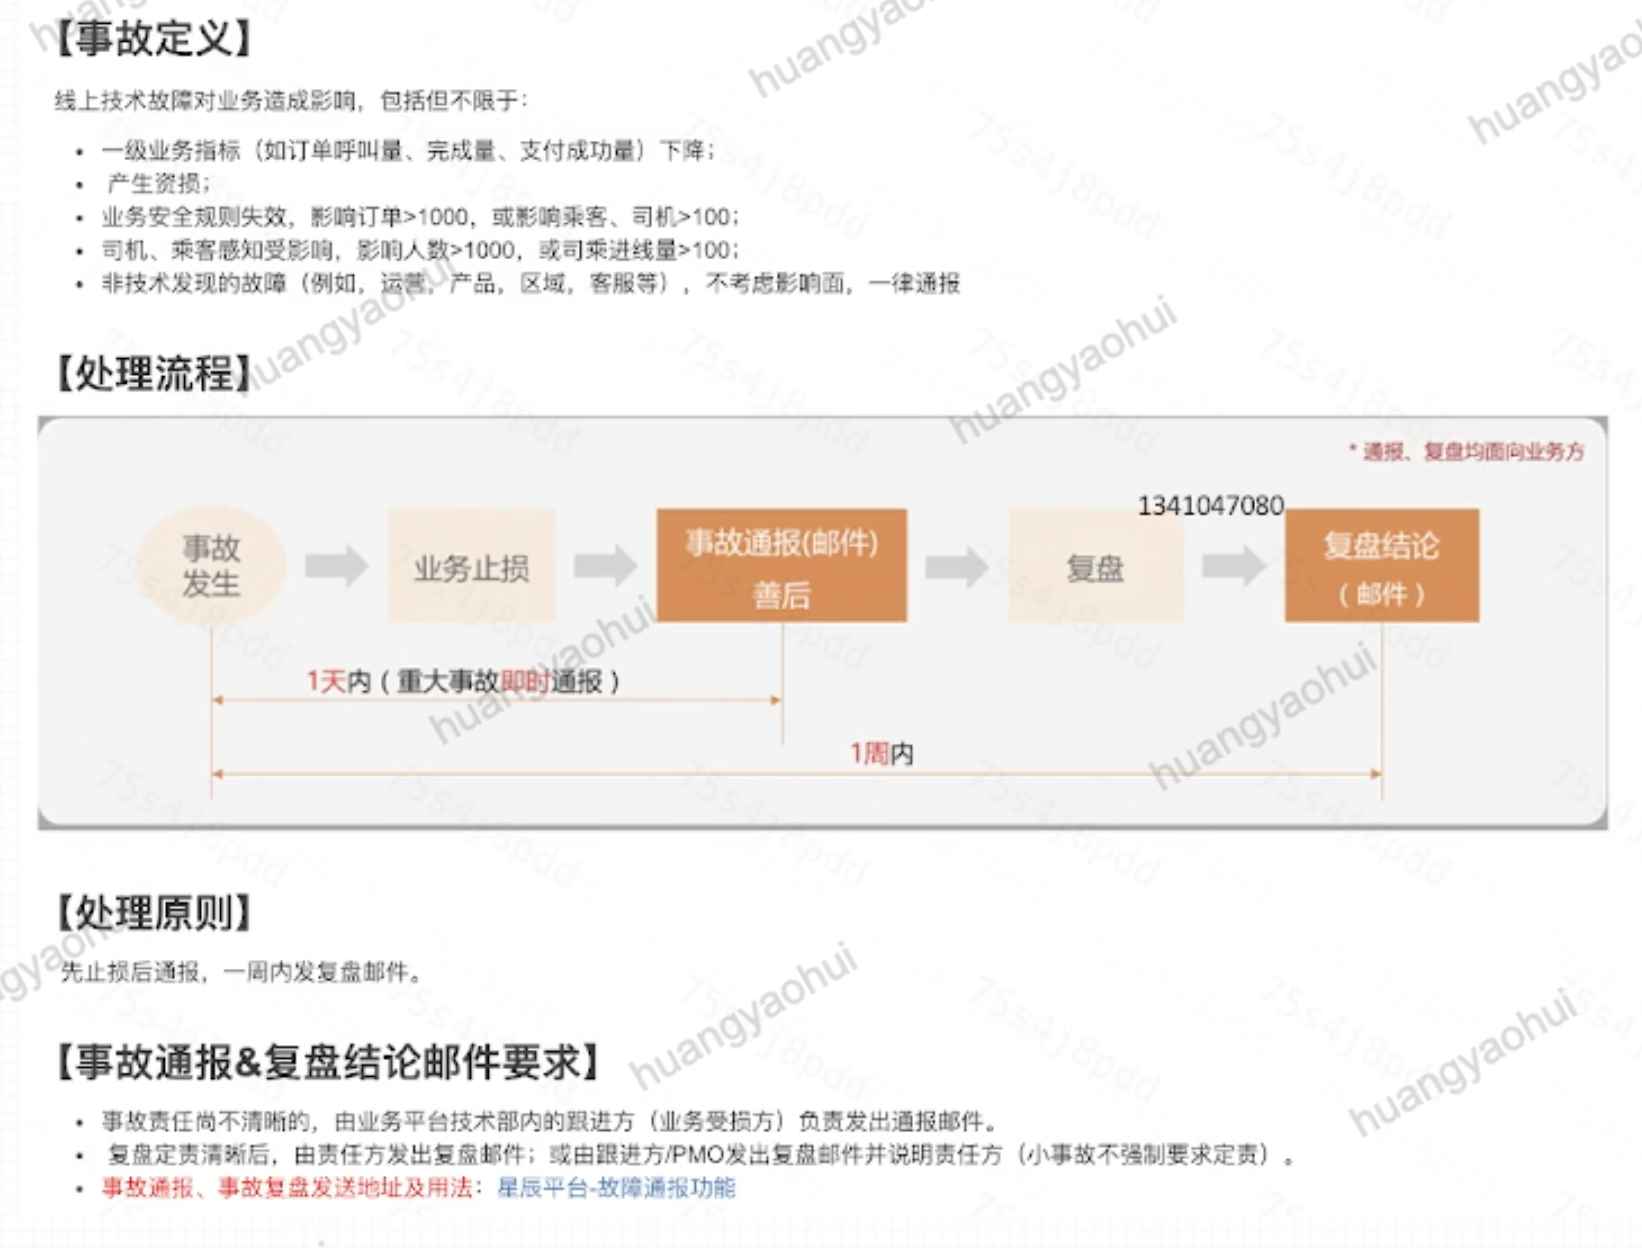 【事故定义】
线上技术故障对业务造成影响，包括但不限于：
• 一级业务指标（如订单呼叫量、完成量、支付成功量）下降；
• 产生资损；
• 业务安全规则失效，影响订单>1000，或影响乘客、司机>100；
• 司机、乘客感知受影响，影响人数>1000，或司乘进线量>100；
• 非技术发现的故障（例如，运营，产品，区域，客服等），不考虑影响面，一律通报
【处理流程】
* 通报、复盘均面向业务方
1341047080
事故
发生
业务止损
事故通报(邮件)
善后
复盘
复盘结论
（邮件）
1天内（重大事故即时通报）
1周内
【处理原则】
先止损后通报，一周内发复盘邮件。
【事故通报&复盘结论邮件要求】
• 事故责任尚不清晰的，由业务平台技术部内的跟进方（业务受损方）负责发出通报邮件。
• 复盘定责清晰后，由责任方发出复盘邮件；或由跟进方/PMO发出复盘邮件并说明责任方（小事故不强制要求定责）。
• 事故通报、事故复盘发送地址及用法：星辰平台-故障通报功能
huangyaohui
75s4j8pdd